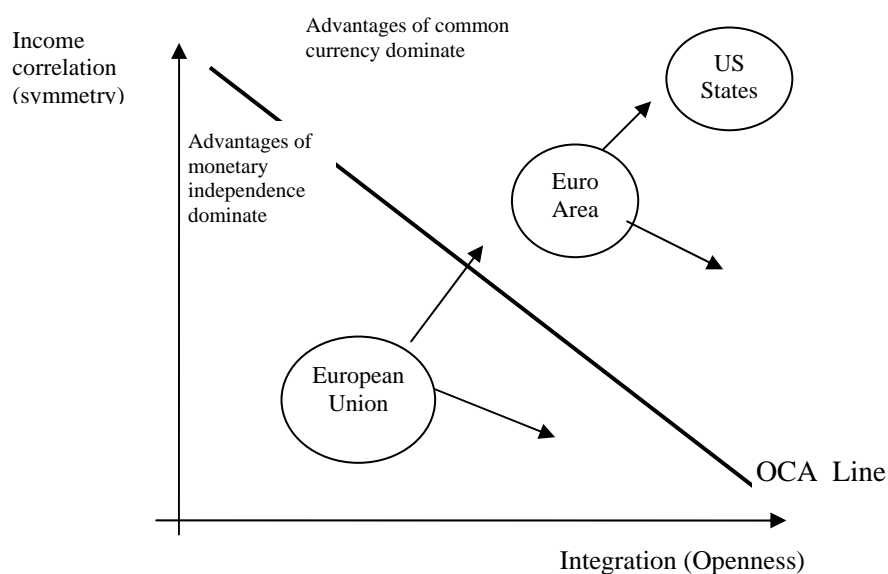 Income
correlation
(symmetry)
Advantages of common
currency dominate
US
States
Advantages of
monetary
independence
dominate
Euro
Area
European
Union
OCA Line
Integration (Openness)